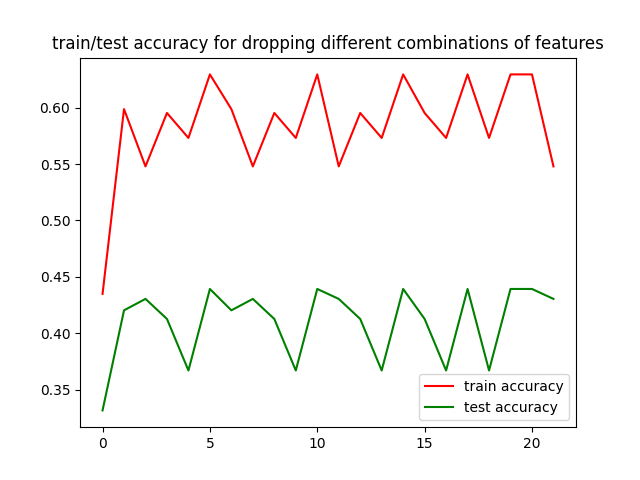 train/test accuracy for dropping different combinations of features
0.60
0.55
0.50
0.45
0.40
0.35
train accuracy
test accuracy
0 5 10 15 20